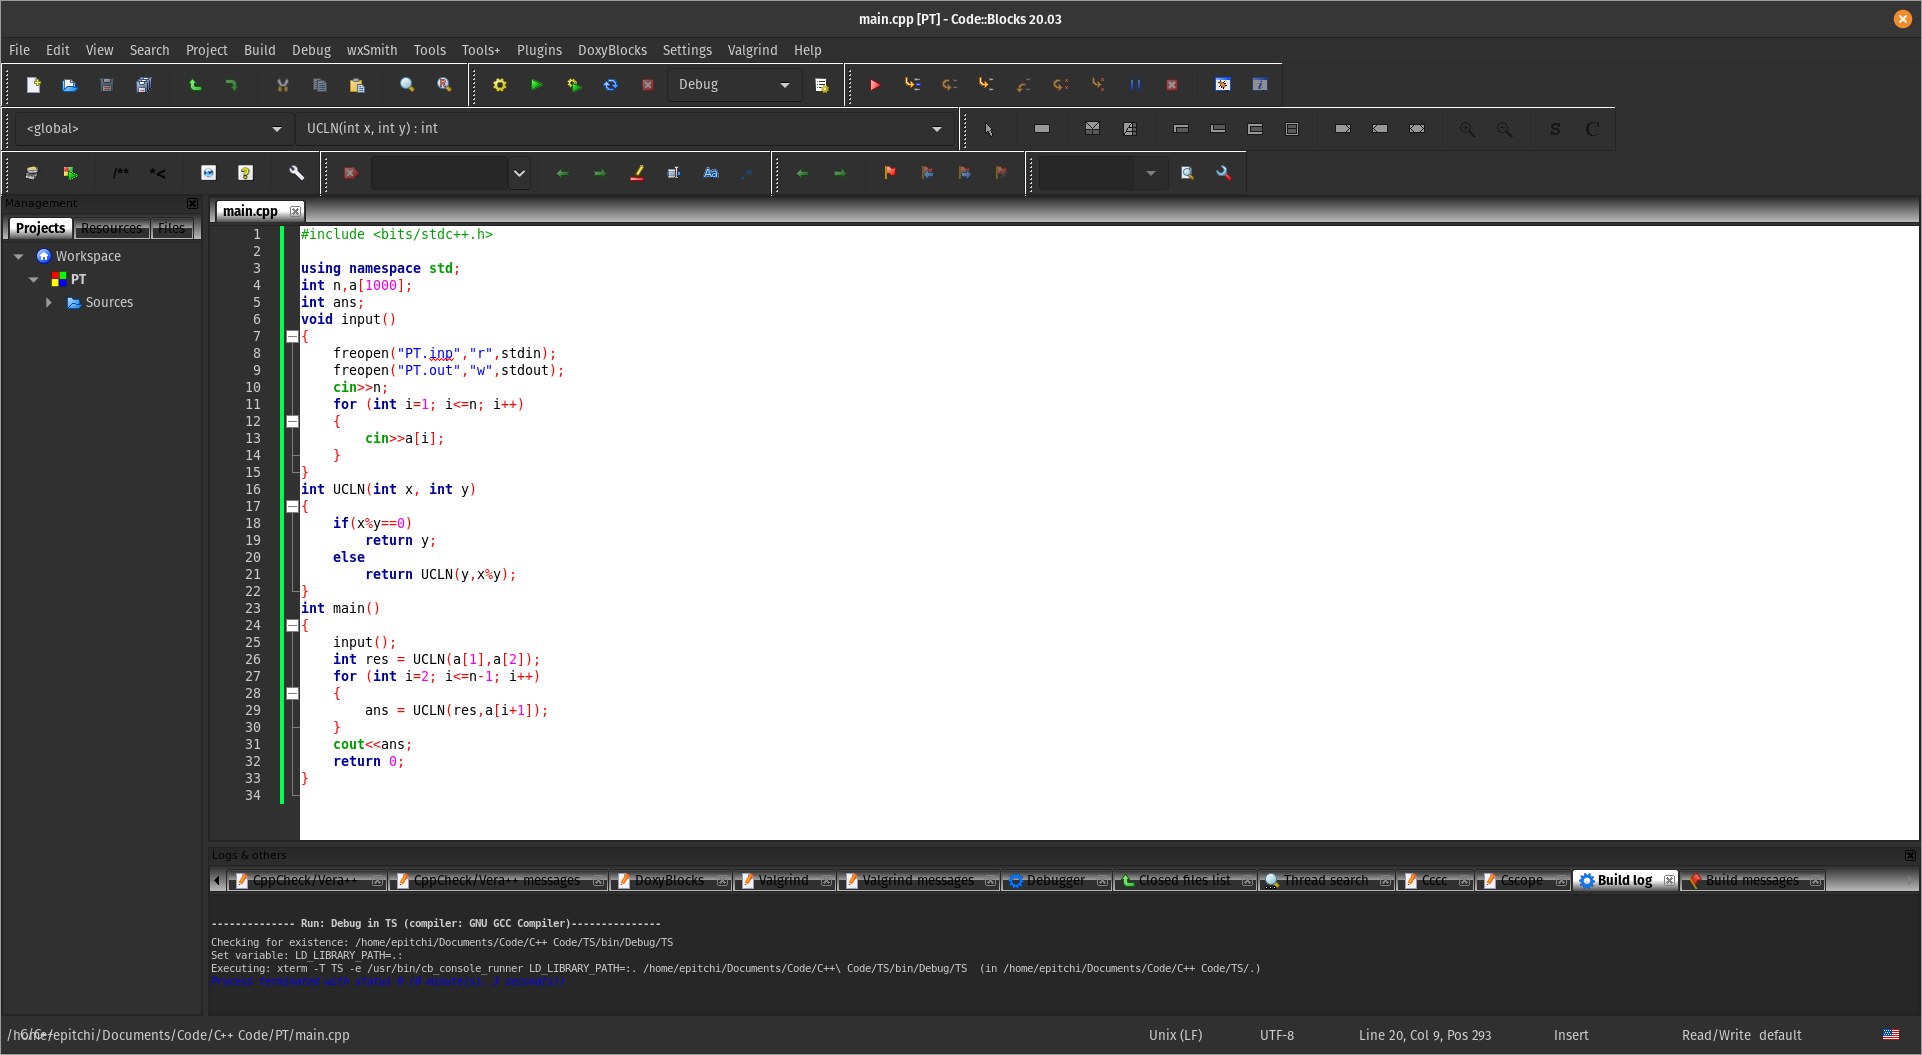 main.cpp [PT] - Code::Blocks 20.03
File Edit View Search Project Build Debug wxSmith Tools Tools+ Plugins DoxyBlocks Settings Valgrind Help
Debug
<global> UCLN(int x, int y) : int
S C
/** *<
Management
Projects Resources Files
Workspace
PT
Sources
main.cpp
1 #include <bits/stdc++.h>
2
3 using namespace std;
4 int n,a[1000];
5 int ans;
6 void input()
7 {
8     freopen("PT.inp","r",stdin);
9     freopen("PT.out","w",stdout);
10     cin>>n;
11     for (int i=1; i<=n; i++)
12     {
13         cin>>a[i];
14     }
15 }
16 int UCLN(int x, int y)
17 {
18     if(x%y==0)
19         return y;
20     else
21         return UCLN(y,x%y);
22 }
23 int main()
24 {
25     input();
26     int res = UCLN(a[1],a[2]);
27     for (int i=2; i<=n-1; i++)
28     {
29         ans = UCLN(res,a[i+1]);
30     }
31     cout<<ans;
32     return 0;
33 }
34
Logs & others
CppCheck/Vera++ CppCheck/Vera++ messages DoxyBlocks Valgrind Valgrind messages Debugger Closed files list Thread search Cccc Cscope Build log Build messages
-------------- Run: Debug in TS (compiler: GNU GCC Compiler)---------------
Checking for existence: /home/epitchi/Documents/Code/C++ Code/TS/bin/Debug/TS
Set variable: LD_LIBRARY_PATH=.:
Executing: xterm -T TS -e /usr/bin/cb_console_runner LD_LIBRARY_PATH=:. /home/epitchi/Documents/Code/C++\ Code/TS/bin/Debug/TS  (in /home/epitchi/Documents/Code/C++ Code/TS/.)
Process terminated with status 0
/home/epitchi/Documents/Code/C++ Code/PT/main.cpp Unix (LF) UTF-8 Line 20, Col 9, Pos 293 Insert Read/Write default